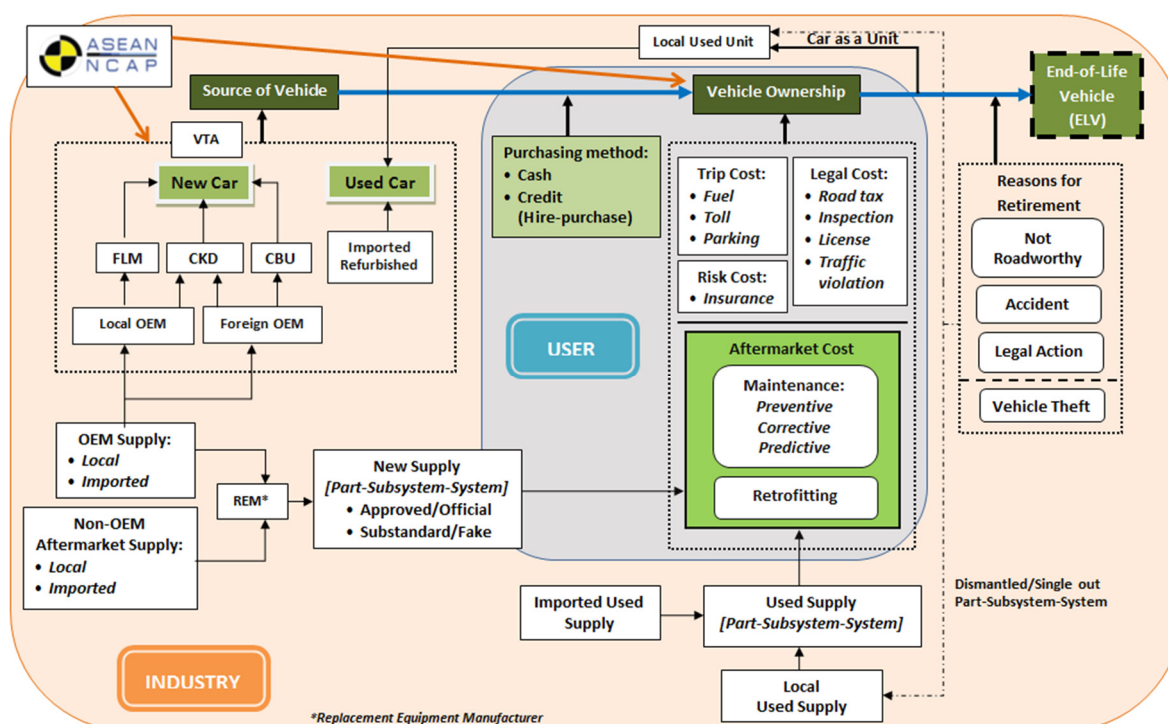 ASEAN
NCAP
Local Used Unit
Car as a Unit
Source of Vehicle
Vehicle Ownership
End-of-Life
Vehicle
(ELV)
VTA
New Car
Used Car
FLM
CKD
CBU
Imported
Refurbished
Local OEM
Foreign OEM
Purchasing method:
• Cash
• Credit
(Hire-purchase)
Trip Cost:
• Fuel
• Toll
• Parking
Risk Cost:
• Insurance
Legal Cost:
• Road tax
• Inspection
• License
• Traffic
violation
Reasons for
Retirement
Not
Roadworthy
Accident
Legal Action
Vehicle Theft
USER
Aftermarket Cost
Maintenance:
Preventive
Corrective
Predictive
Retrofitting
OEM Supply:
• Local
• Imported
Non-OEM
Aftermarket Supply:
• Local
• Imported
REM*
New Supply
[Part-Subsystem-System]
• Approved/Official
• Substandard/Fake
Imported Used
Supply
Used Supply
[Part-Subsystem-System]
Dismantled/Single out
Part-Subsystem-System
Local
Used Supply
INDUSTRY
*Replacement Equipment Manufacturer